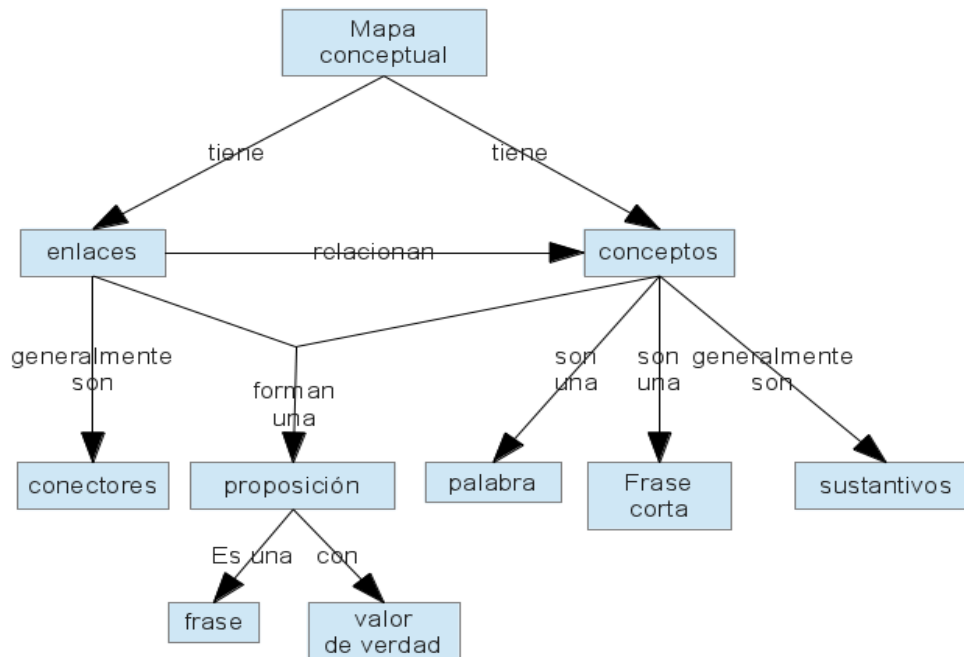 Mapa
conceptual
tiene
tiene
enlaces
relacionan
conceptos
generalmente
son
forman
una
son
una
son
una
generalmente
son
conectores
proposición
palabra
Frase
corta
sustantivos
Es una
con
frase
valor
de verdad